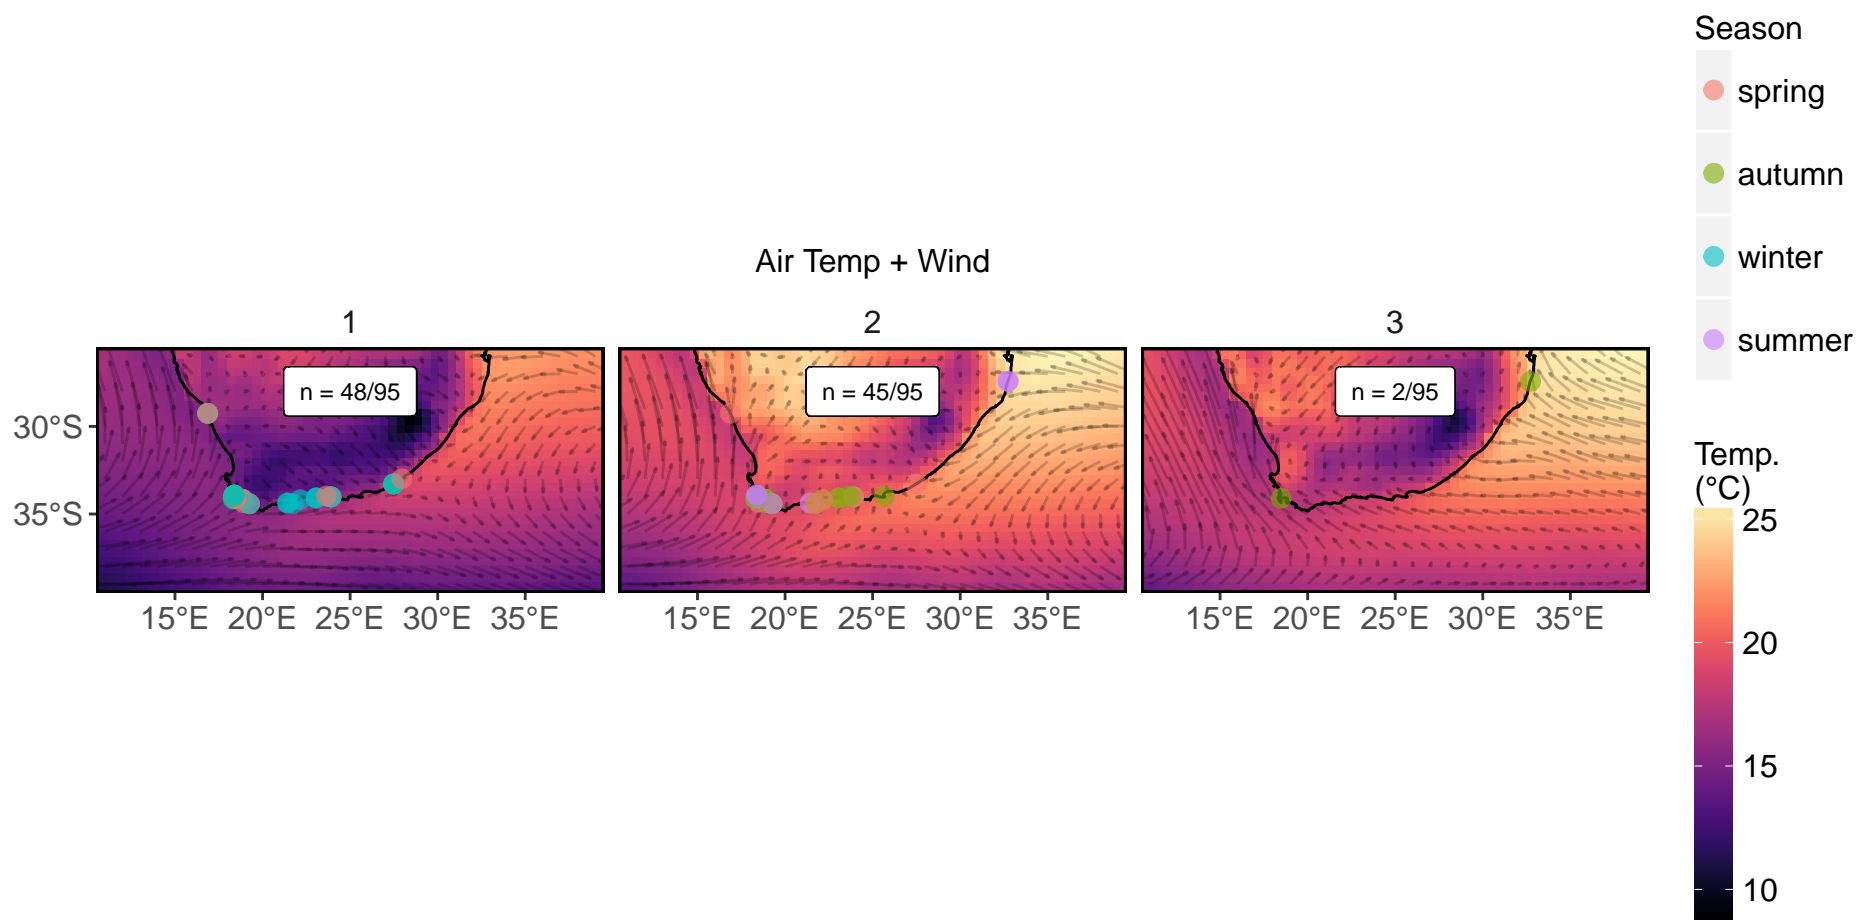 Season
spring
autumn
winter
summer
Air Temp + Wind
1
2
3
n = 48/95
n = 45/95
n = 2/95
30°S
35°S
15°E 20°E 25°E 30°E 35°E
15°E 20°E 25°E 30°E 35°E
15°E 20°E 25°E 30°E 35°E
Temp.
(°C)
25
20
15
10